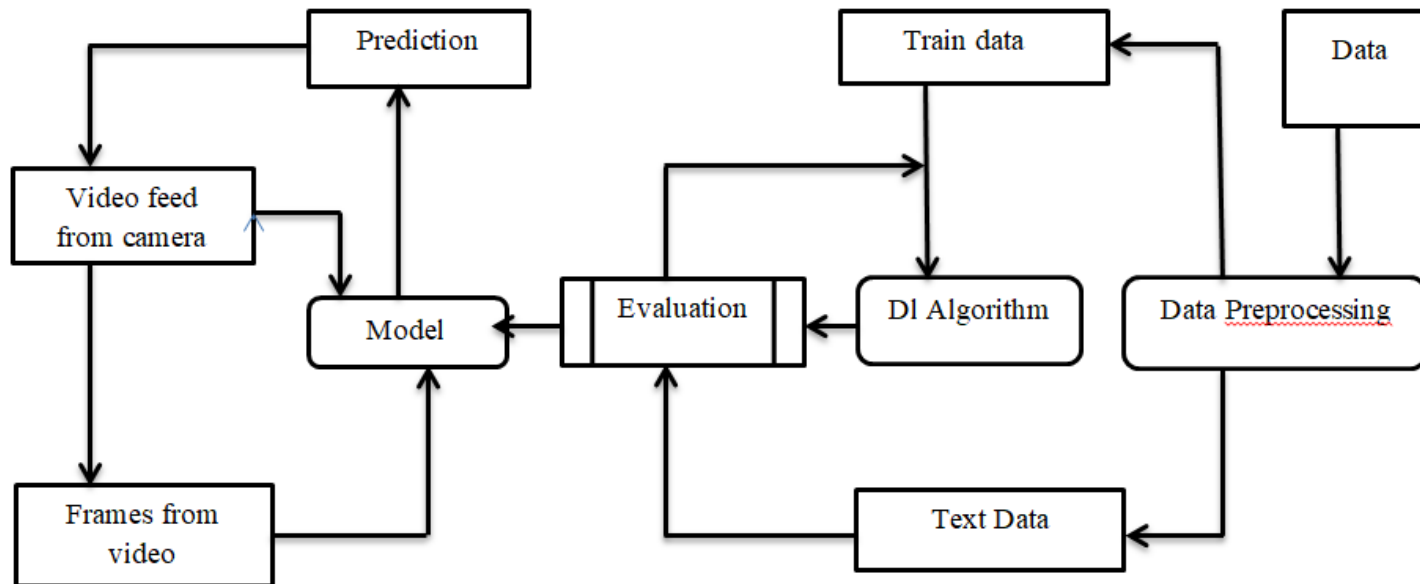 Prediction
Train data
Data
Video feed
from camera
Evaluation
Dl Algorithm
Data Preprocessing
Model
Frames from
video
Text Data